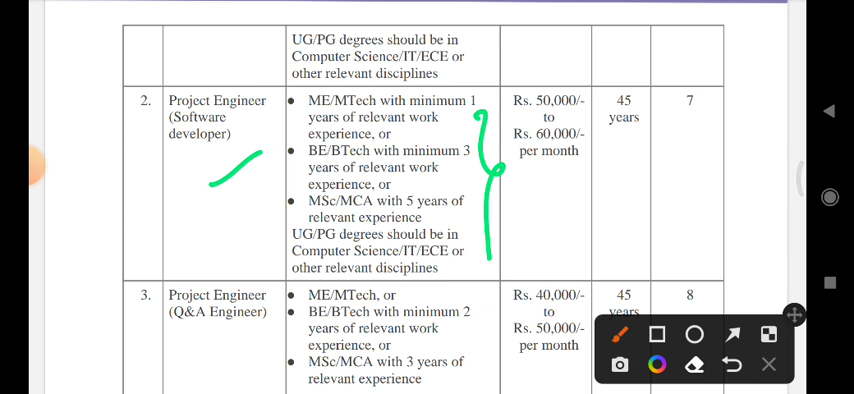 UG/PG degrees should be in
Computer Science/IT/ECE or
other relevant disciplines
2.
Project Engineer
(Software
developer)
● ME/MTech with minimum 1
years of relevant work
experience, or
● BE/BTech with minimum 3
years of relevant work
experience, or
● MSc/MCA with 5 years of
relevant experience
UG/PG degrees should be in
Computer Science/IT/ECE or
other relevant disciplines
Rs. 50,000/-
to
Rs. 60,000/-
per month
45
years
7
3.
Project Engineer
(Q&A Engineer)
● ME/MTech, or
● BE/BTech with minimum 2
years of relevant work
experience, or
● MSc/MCA with 3 years of
relevant experience
Rs. 40,000/-
to
Rs. 50,000/-
per month
45
years
8